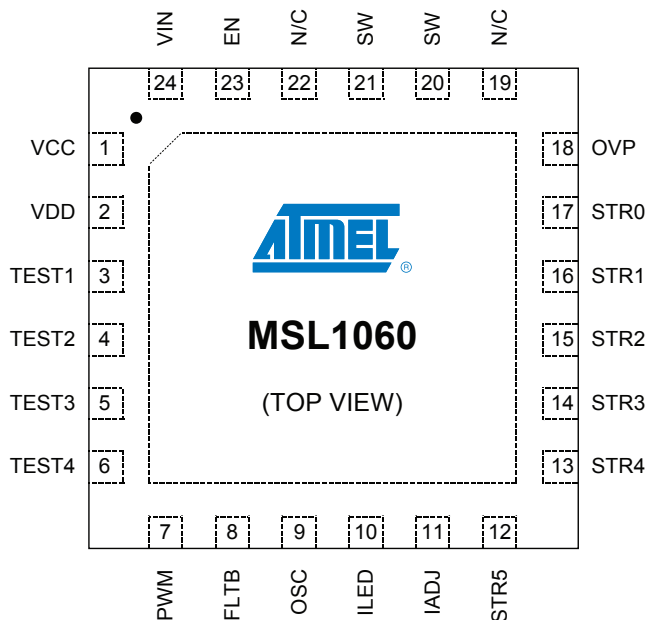 VIN EN N/C SW SW N/C
24 23 22 21 20 19
VCC 1 18 OVP
VDD 2 17 STR0
TEST1 3 16 STR1
ATMEL ®
TEST2 4 MSL1060 15 STR2
TEST3 5 (TOP VIEW) 14 STR3
TEST4 6 13 STR4
7 8 9 10 11 12
PWM FLTB OSC ILED IADJ STR5